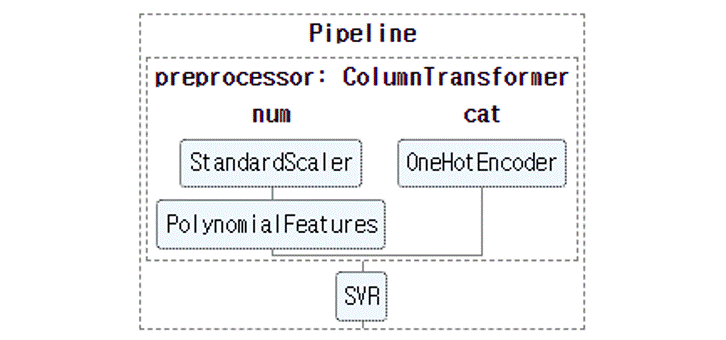 Pipeline
preprocessor: ColumnTransformer
num cat
StandardScaler OneHotEncoder
PolynomialFeatures
SVR